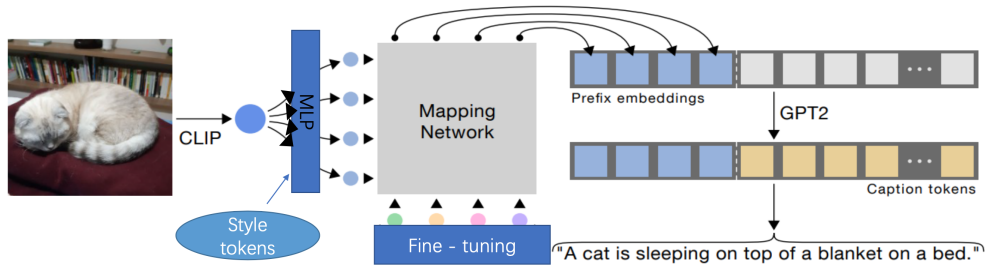 CLIP
MLP
Style
tokens
Mapping
Network
Fine - tuning
Prefix embeddings
GPT2
Caption tokens
"A cat is sleeping on top of a blanket on a bed."